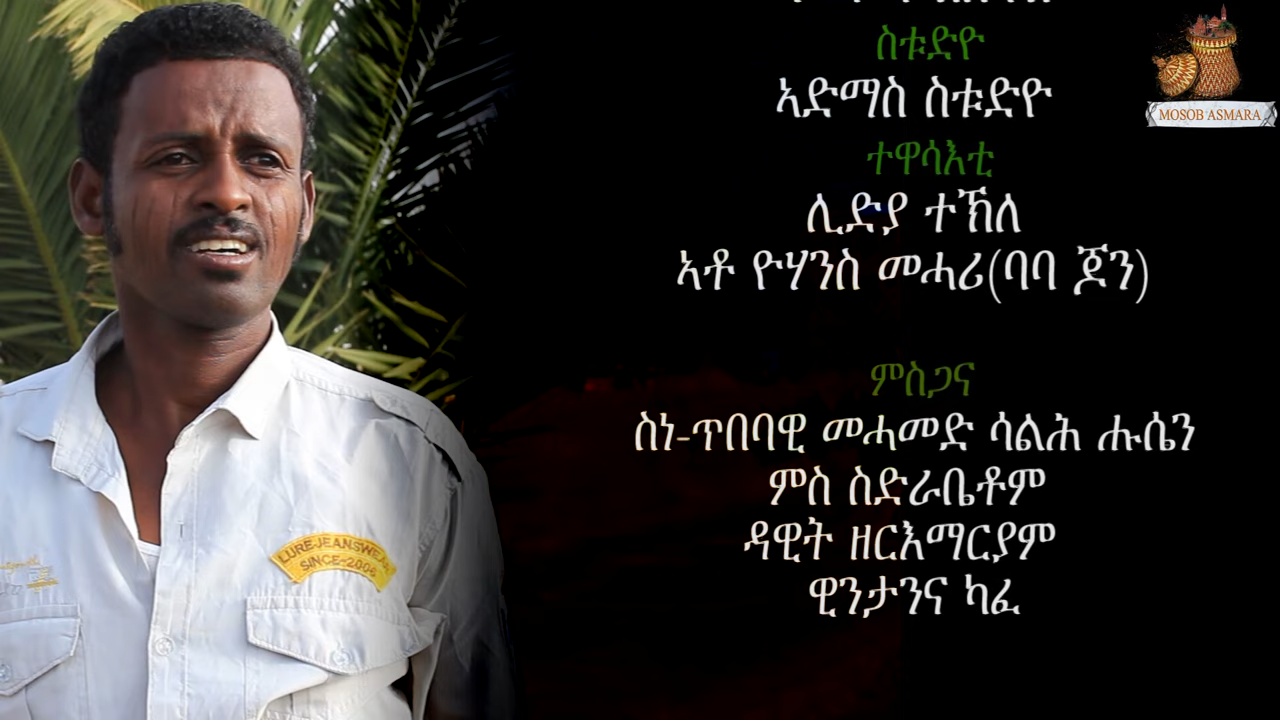 ስቱድዮ
ኣድማስ ስቱድዮ
ተዋሳእቲ
ሊድያ ተኽለ
ኣቶ ዮሃንስ መሓሪ(ባባ ጆን)
ምስጋና
ስነ-ጥበባዊ መሓመድ ሳልሕ ሑሴን
ምስ ስድራቤቶም
ዳዊት ዘርእማርያም
ዊንታንና ካፈ
MOSOB ASMARA
LURE-JEANSWEAR
SINCE-2006